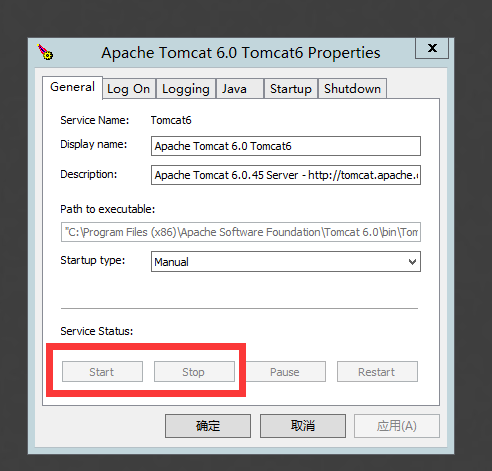 Apache Tomcat 6.0 Tomcat6 Properties
General Log On Logging Java Startup Shutdown
Service Name: Tomcat6
Display name: Apache Tomcat 6.0 Tomcat6
Description: Apache Tomcat 6.0.45 Server - http://tomcat.apache.
Path to executable:
"C:\Program Files (x86)\Apache Software Foundation\Tomcat 6.0\bin\Tom
Startup type: Manual
Service Status:
Start Stop Pause Restart
确定 取消 应用(A)